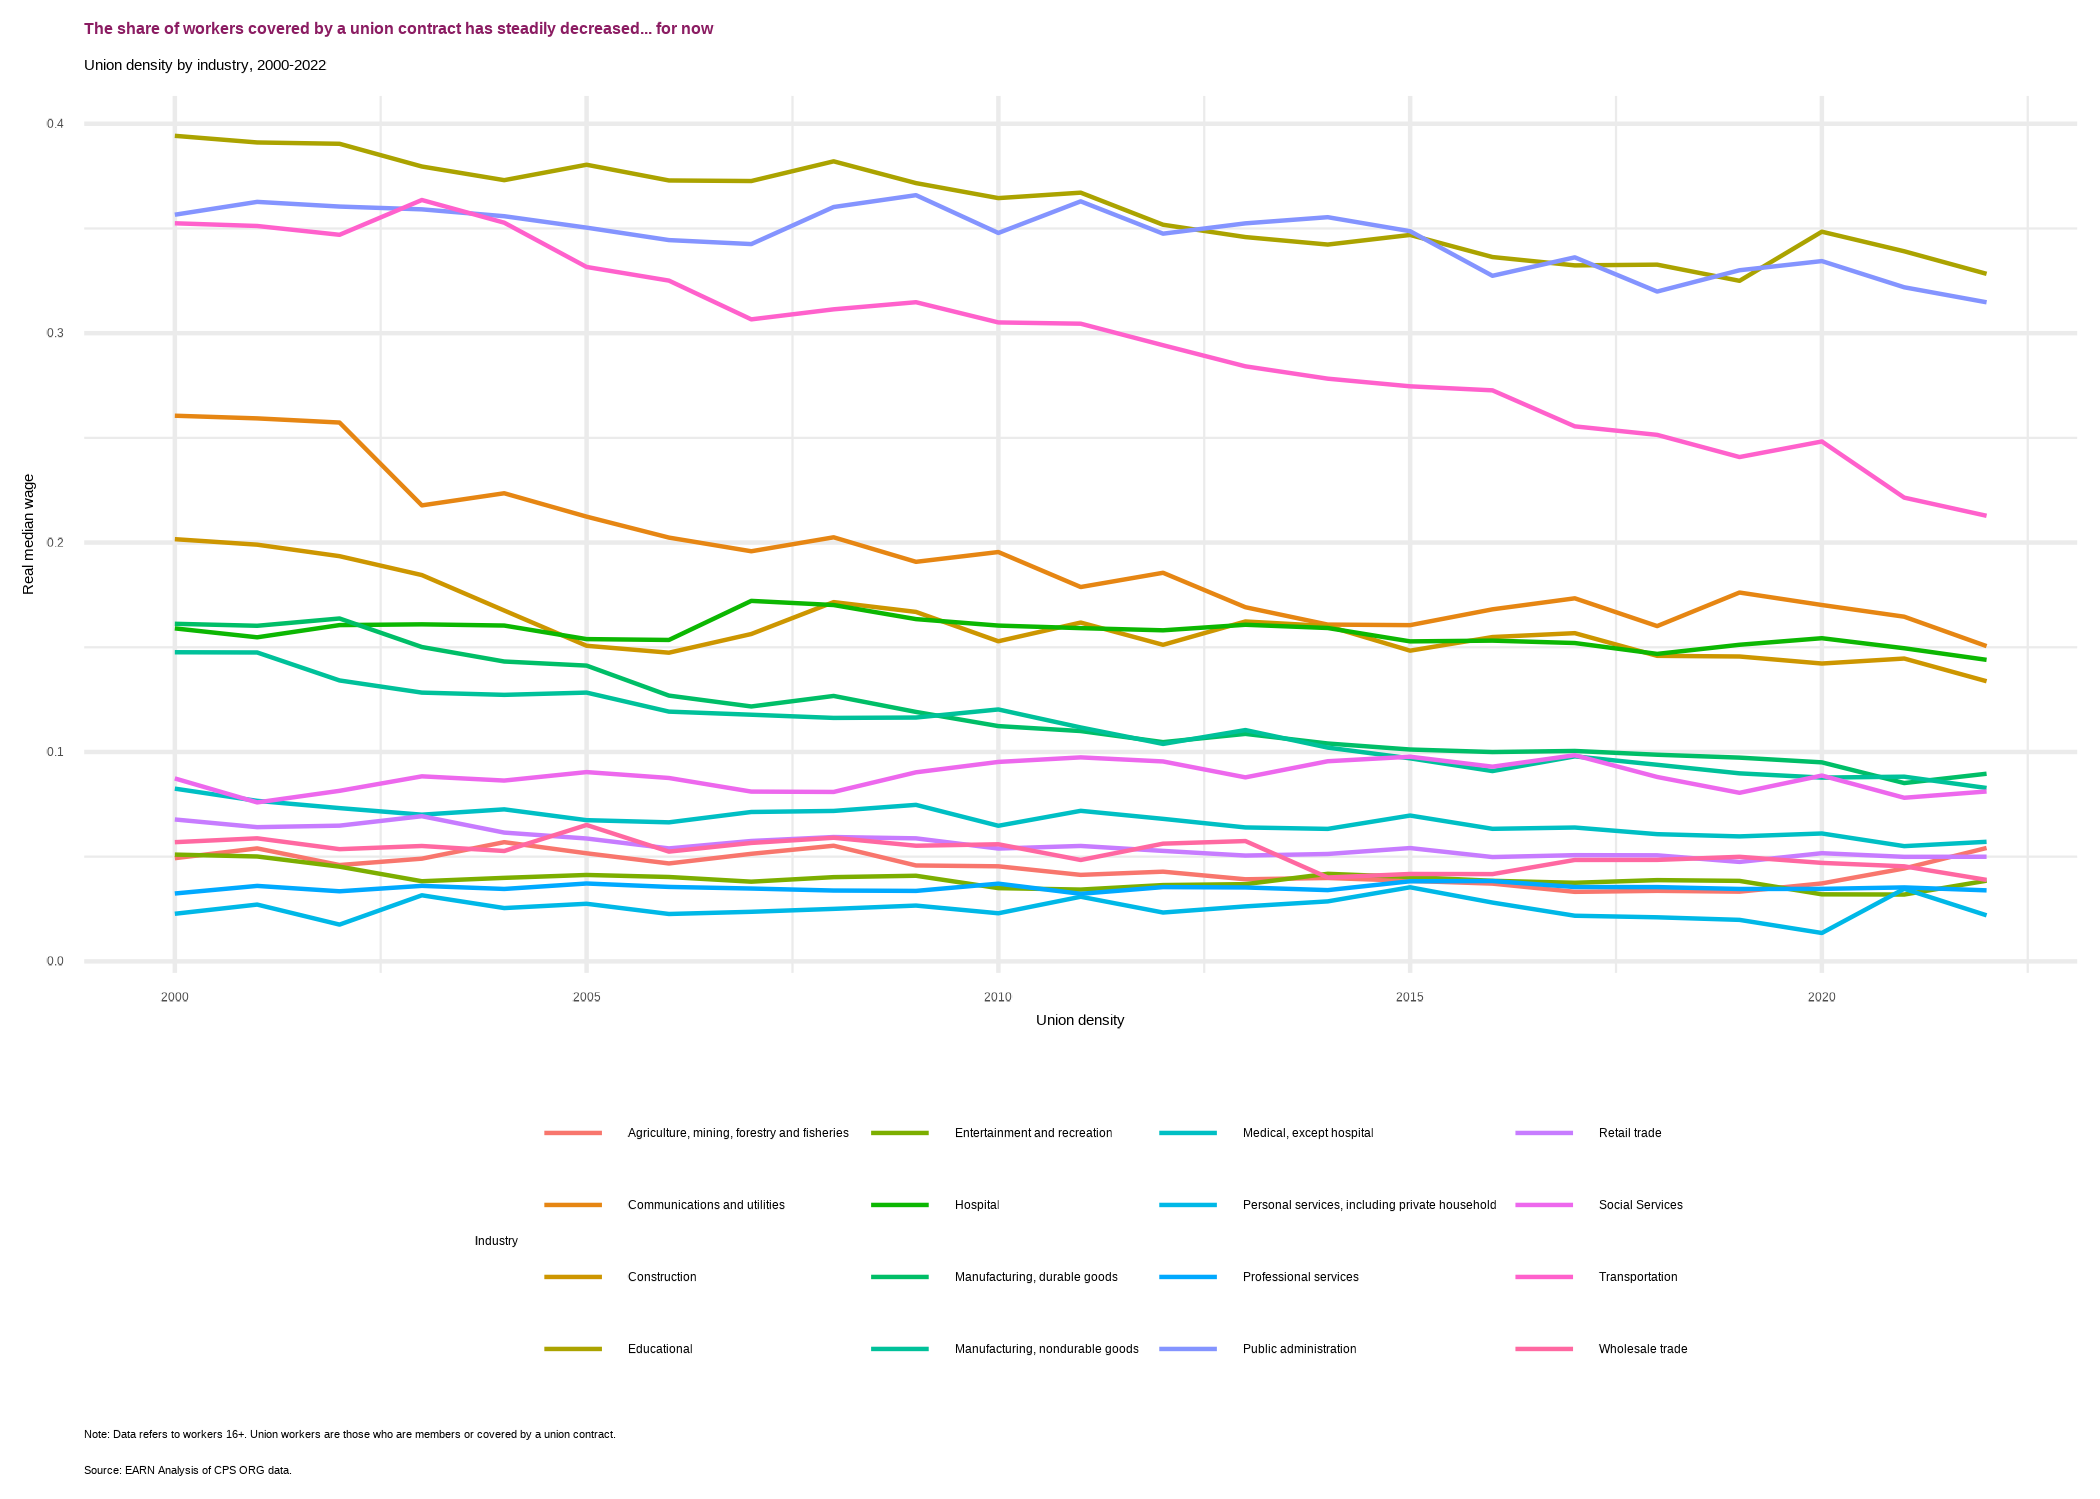 The share of workers covered by a union contract has steadily decreased... for now
Union density by industry, 2000-2022
0.4
0.3
0.2
0.1
0.0
Real median wage
2000 2005 2010 2015 2020
Union density
Industry
Agriculture, mining, forestry and fisheries
Communications and utilities
Construction
Educational
Entertainment and recreation
Hospital
Manufacturing, durable goods
Manufacturing, nondurable goods
Medical, except hospital
Personal services, including private household
Professional services
Public administration
Retail trade
Social Services
Transportation
Wholesale trade
Note: Data refers to workers 16+. Union workers are those who are members or covered by a union contract.
Source: EARN Analysis of CPS ORG data.